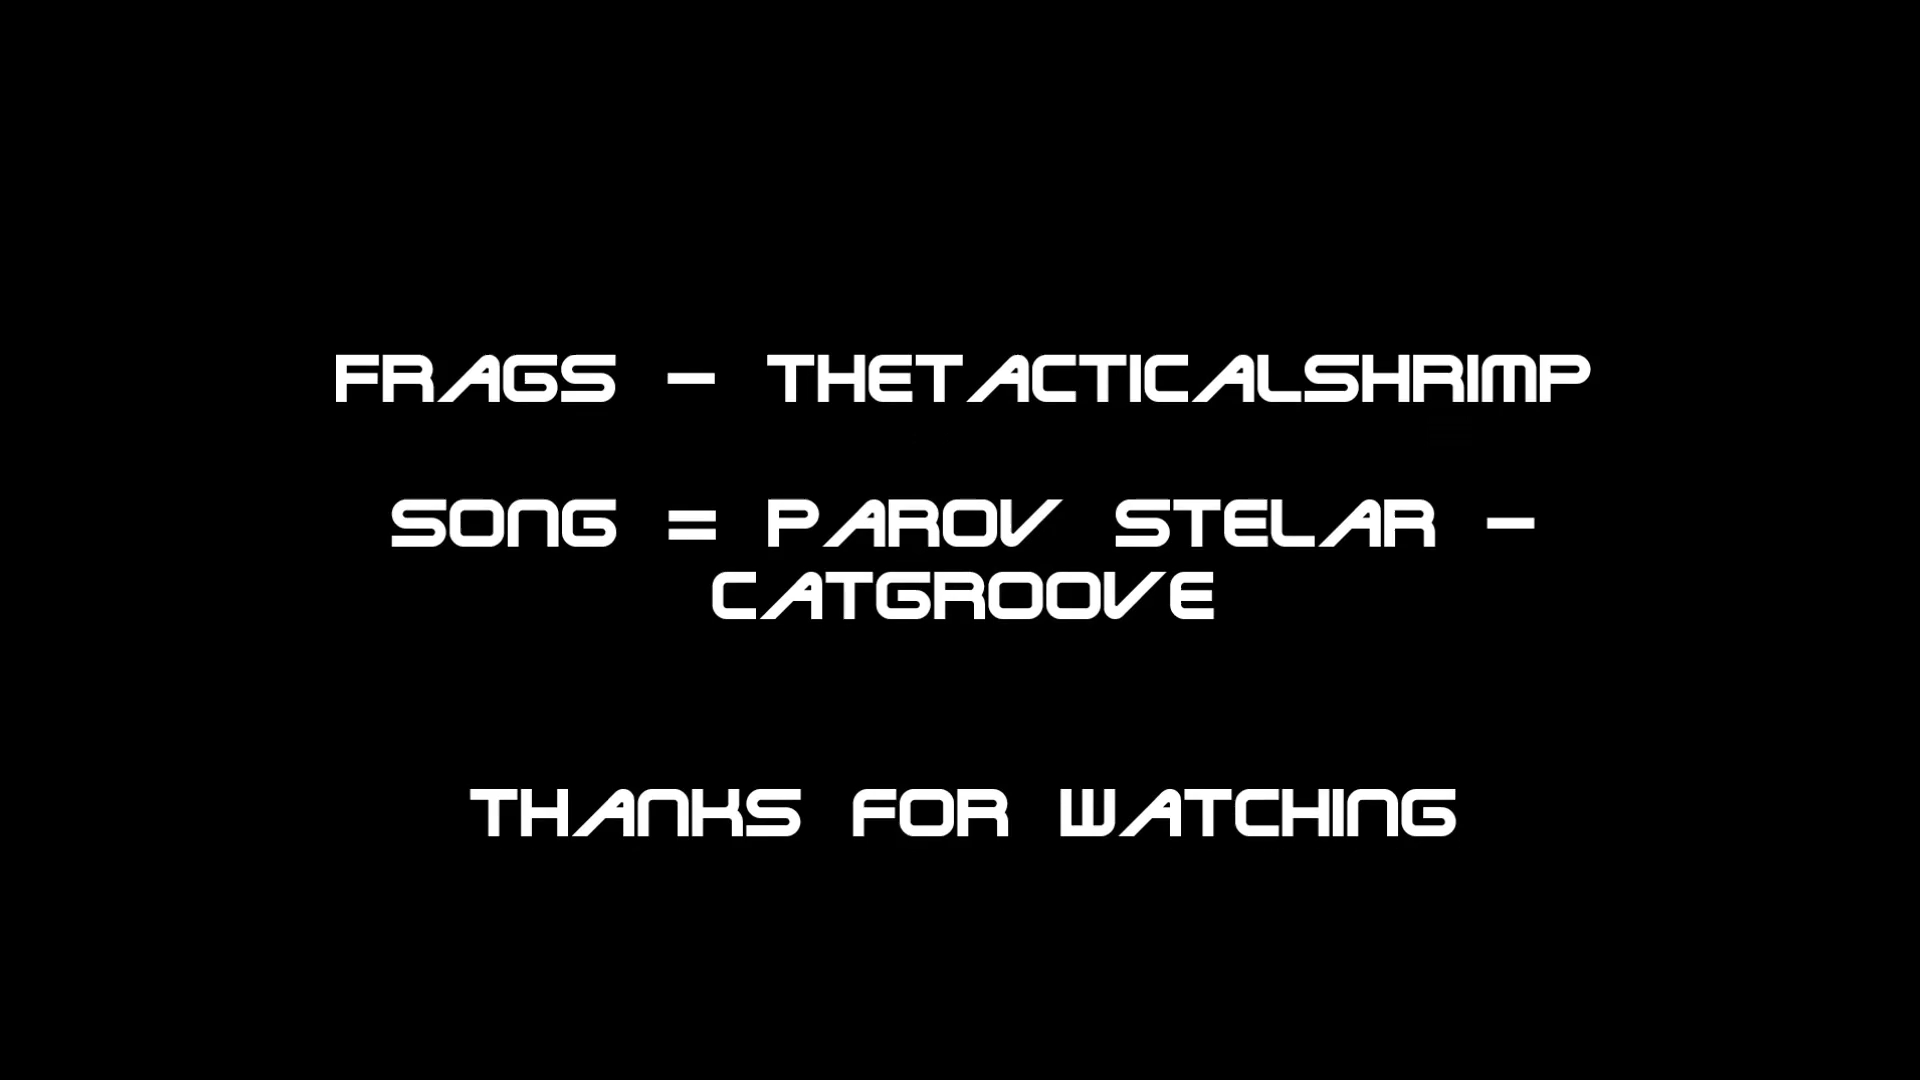 FRAGS - THETACTICALSHRIMP
SONG = PAROV STELAR -
CATGROOVE
THANKS FOR WATCHING